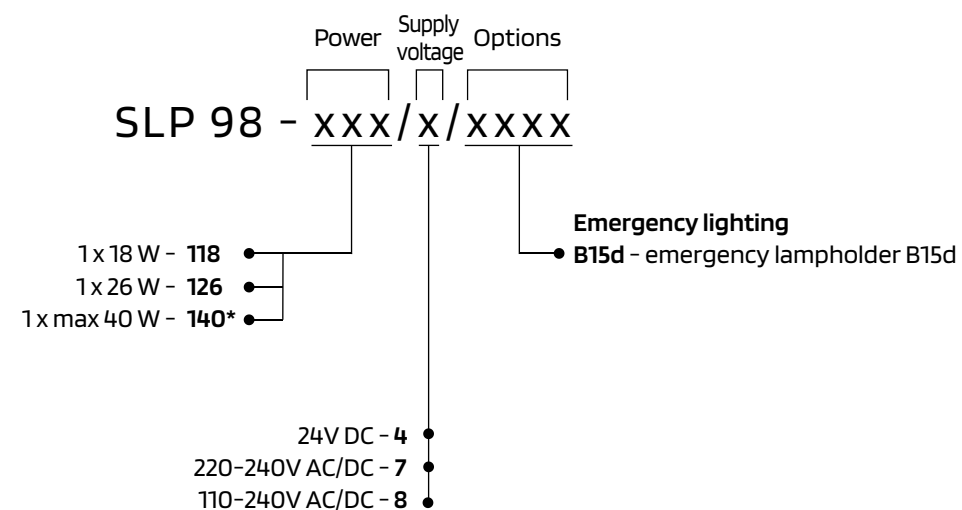 Power Supply voltage Options
SLP 98 - xxx/x/xxxx
Emergency lighting
B15d - emergency lampholder B15d
1 x 18 W - 118
1 x 26 W - 126
1 x max 40 W - 140*
24V DC - 4
220-240V AC/DC - 7
110-240V AC/DC - 8